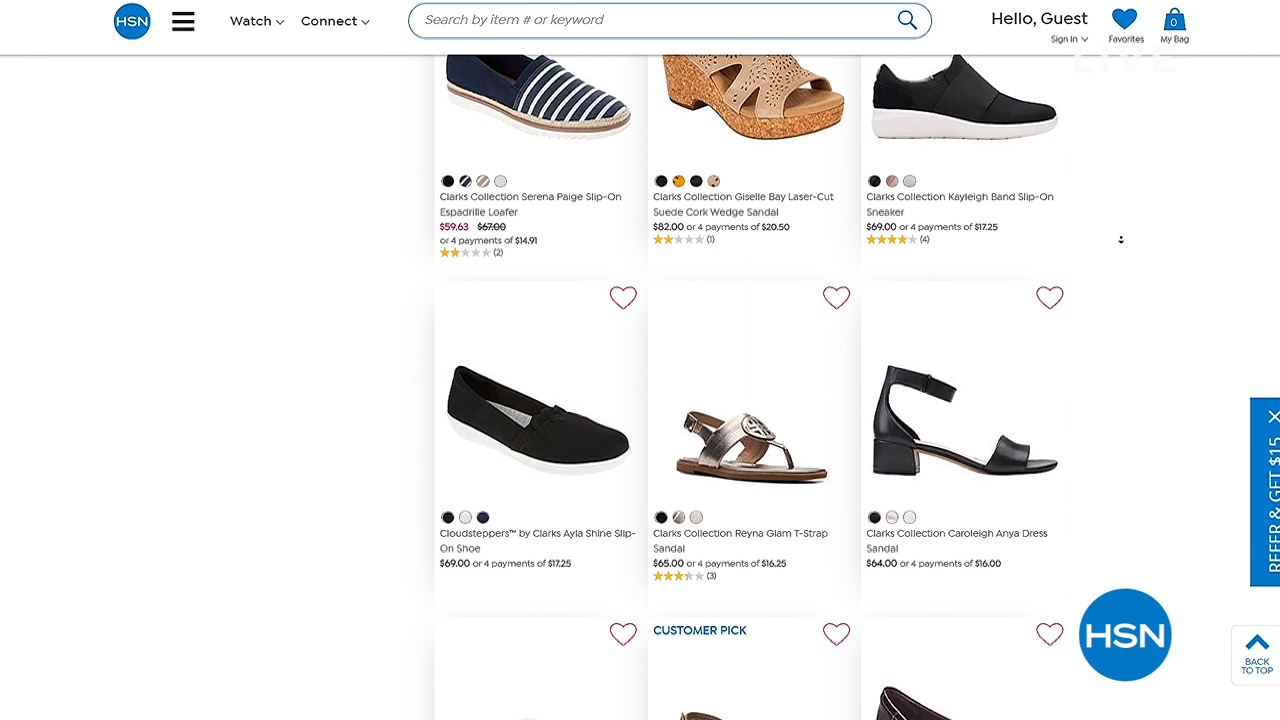 HSN
Watch
Connect
Search by item # or keyword
Hello, Guest
Sign In
Favorites
0
My Bag
LIVE
Clarks Collection Serena Paige Slip-On
Espadrille Loafer
$59.63 $67.00
or 4 payments of $14.91
(2)
Clarks Collection Giselle Bay Laser-Cut
Suede Cork Wedge Sandal
$82.00 or 4 payments of $20.50
(1)
Clarks Collection Kayleigh Band Slip-On
Sneaker
$69.00 or 4 payments of $17.25
(4)
Cloudsteppers™ by Clarks Ayla Shine Slip-
On Shoe
$69.00 or 4 payments of $17.25
Clarks Collection Reyna Glam T-Strap
Sandal
$65.00 or 4 payments of $16.25
(3)
Clarks Collection Caroleigh Anya Dress
Sandal
$64.00 or 4 payments of $16.00
REFER & GET $15
CUSTOMER PICK
HSN
BACK
TO TOP